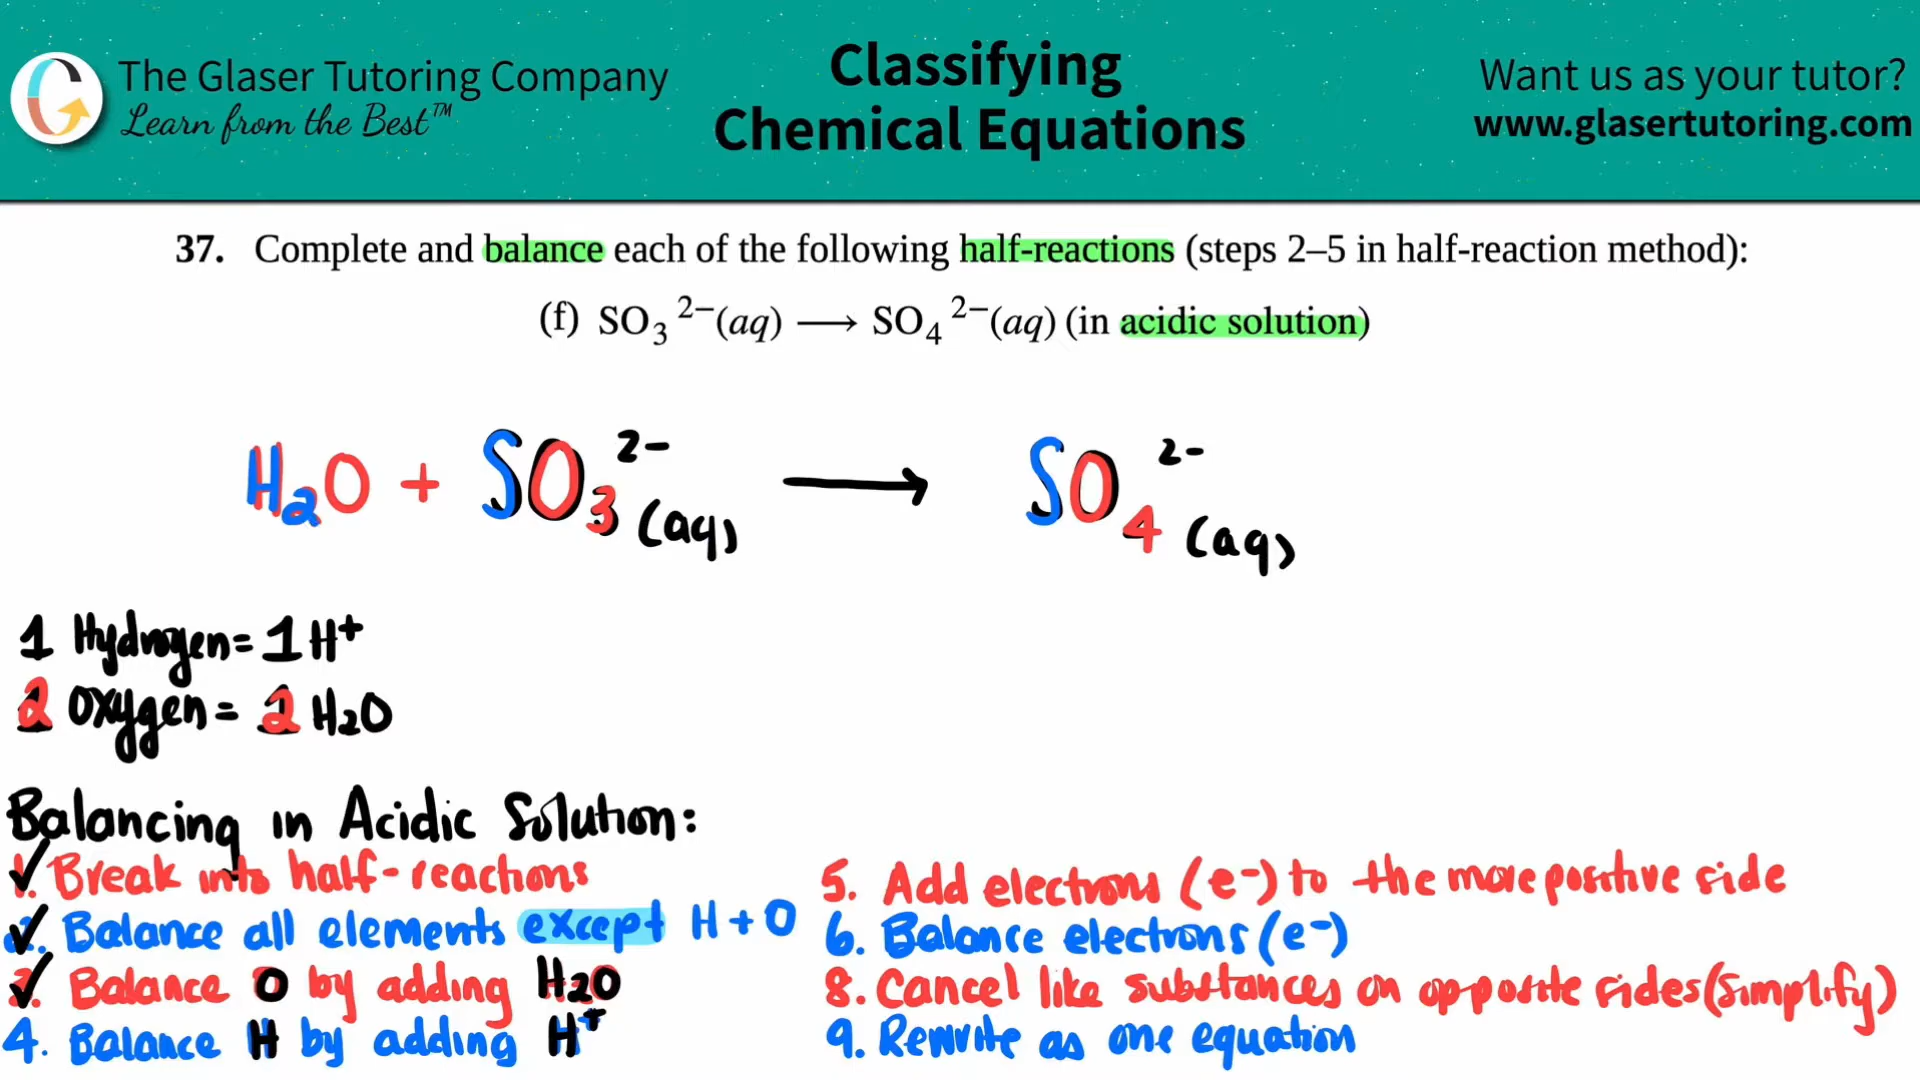 The Glaser Tutoring Company
Learn from the Best™
Classifying
Chemical Equations
Want us as your tutor?
www.glasertutoring.com
37. Complete and balance each of the following half-reactions (steps 2–5 in half-reaction method):
(f) SO₃ ²⁻(aq) ⟶ SO₄ ²⁻(aq) (in acidic solution)
H₂O + SO₃²⁻(aq) ⟶ SO₄²⁻(aq)
1 Hydrogen = 1 H⁺
2 Oxygen = 2 H₂O
Balancing in Acidic Solution:
✓ 1. Break into half-reactions
✓ 2. Balance all elements except H + O
✓ 3. Balance O by adding H₂O
4. Balance H by adding H⁺
5. Add electrons (e⁻) to the more positive side
6. Balance electrons (e⁻)
8. Cancel like substances on opposite sides (simplify)
9. Rewrite as one equation